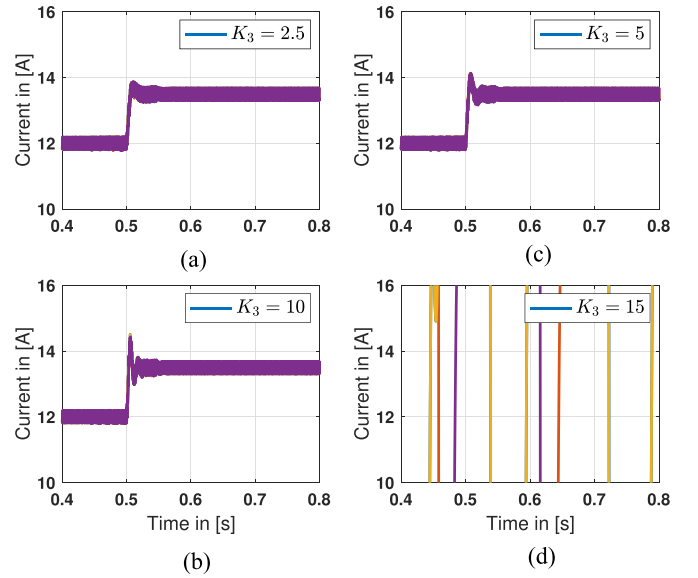 16
14
12
10
Current in [A]
K3 = 2.5
0.4 0.5 0.6 0.7 0.8
(a)
16
14
12
10
Current in [A]
K3 = 5
0.4 0.5 0.6 0.7 0.8
(c)
16
14
12
10
Current in [A]
K3 = 10
0.4 0.5 0.6 0.7 0.8
Time in [s]
(b)
16
14
12
10
Current in [A]
K3 = 15
0.4 0.5 0.6 0.7 0.8
Time in [s]
(d)